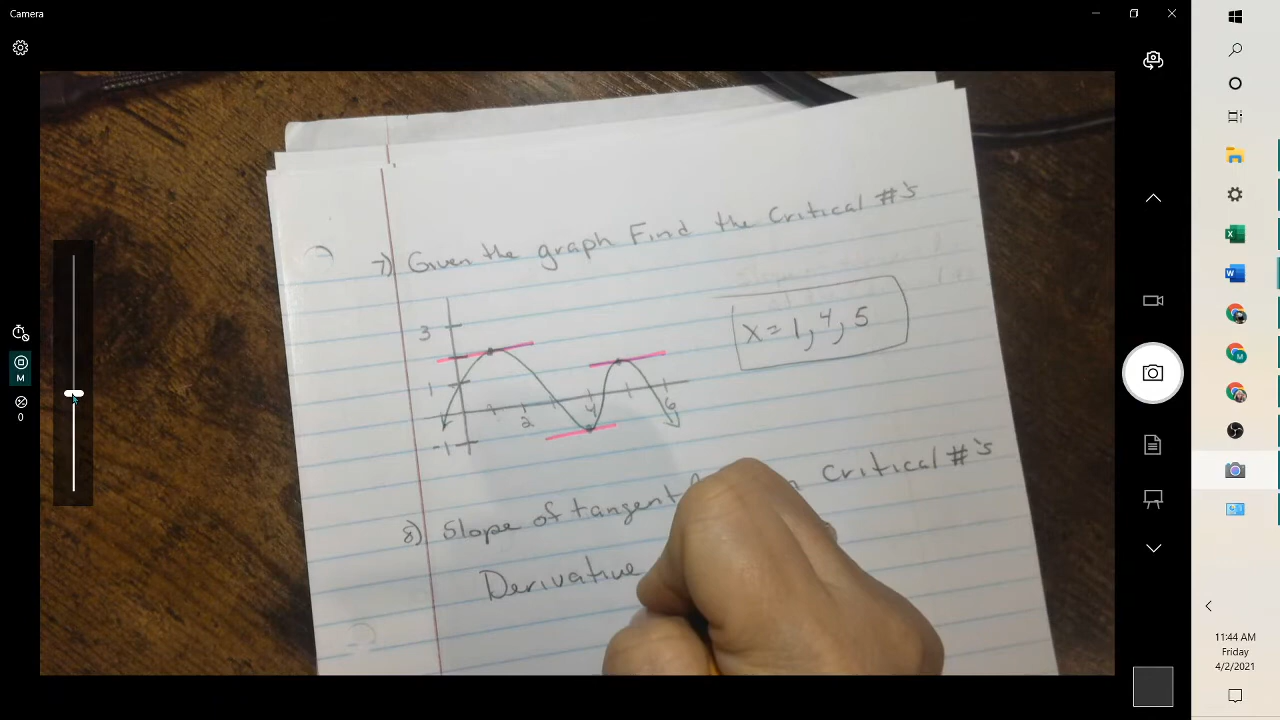 Camera
7) Given the graph Find the Critical #'s
3
1
-1
2
4
6
x = 1, 4, 5
8) Slope of tangent
Critical #'s
Derivative
M
0
11:44 AM
Friday
4/2/2021